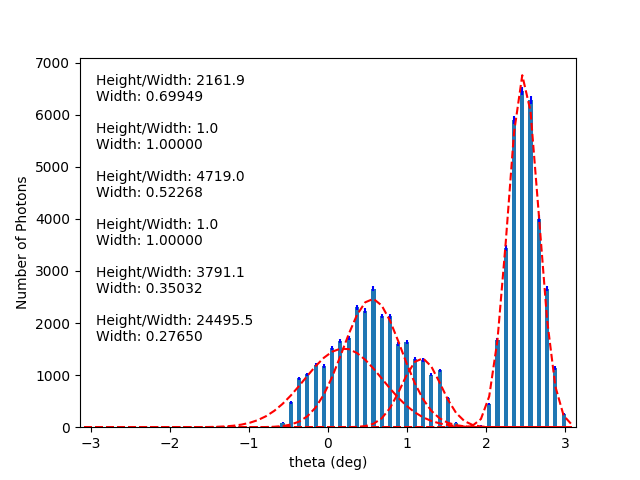 7000
6000
5000
4000
3000
2000
1000
0
Number of Photons
Height/Width: 2161.9
Width: 0.69949
Height/Width: 1.0
Width: 1.00000
Height/Width: 4719.0
Width: 0.52268
Height/Width: 1.0
Width: 1.00000
Height/Width: 3791.1
Width: 0.35032
Height/Width: 24495.5
Width: 0.27650
−3 −2 −1 0 1 2 3
theta (deg)